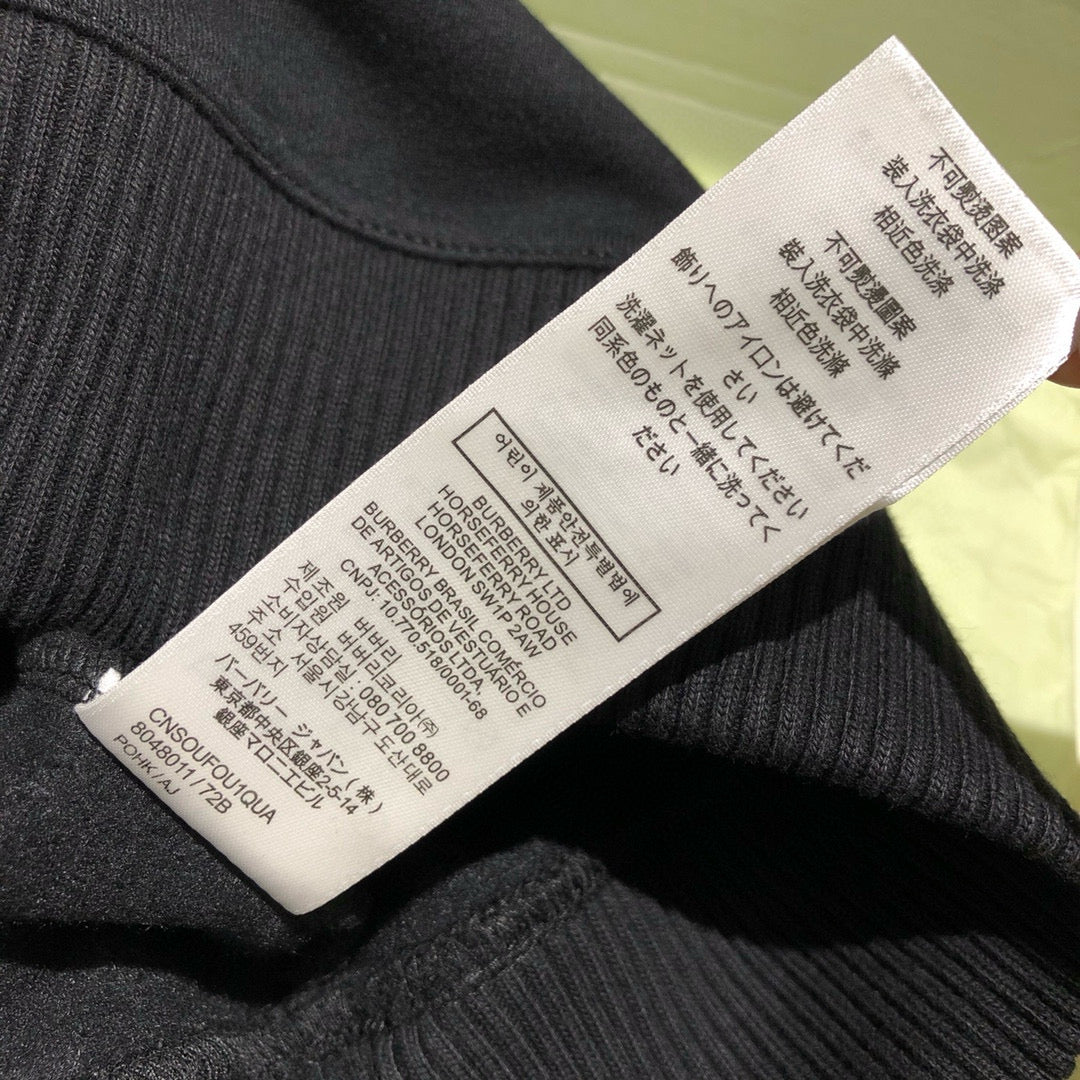 不可熨烫图案
装入洗衣袋中洗涤
相近色洗涤
不可熨燙圖案
裝入洗衣袋中洗滌
相近色洗滌
飾りへのアイロンは避けてくだ
さい
洗濯ネットを使用してください
同系色のものと一緒に洗ってく
ださい
어린이 제품안전특별법에
의한 표시
BURBERRY LTD
HORSEFERRY HOUSE
HORSEFERRY ROAD
LONDON SW1P 2AW
BURBERRY BRASIL COMÉRCIO
DE ARTIGOS DE VESTUÁRIO E
ACESSÓRIOS LTDA,
CNPJ: 10.770.518/0001-68
제조원 버버리
수입원 버버리코리아㈜
소비자상담실: 080 700 8800
주 소: 서울시강남구 도산대로
459번지
バーバリー ジャパン(株)
東京都中央区銀座2-5-14
銀座マロニエビル
CNSOUFOU1QUA
8048011 / 72B
POHK / AJ